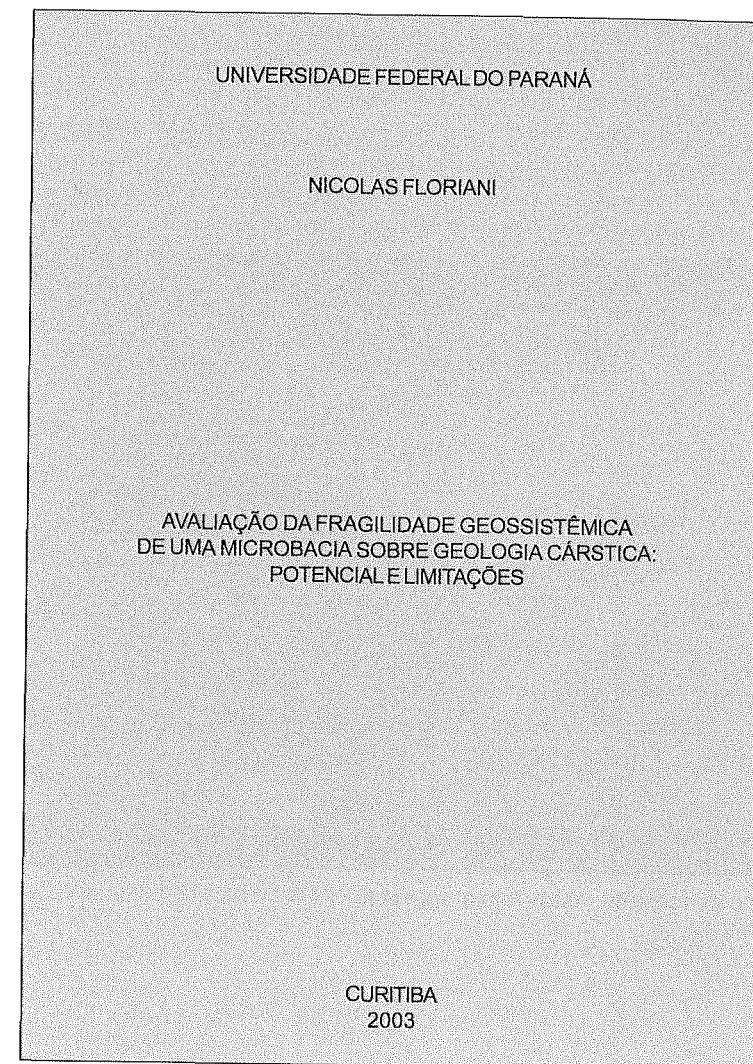 UNIVERSIDADE FEDERAL DO PARANÁ
NICOLAS FLORIANI
AVALIAÇÃO DA FRAGILIDADE GEOSSISTÊMICA
DE UMA MICROBACIA SOBRE GEOLOGIA CÁRSTICA:
POTENCIAL E LIMITAÇÕES
CURITIBA
2003